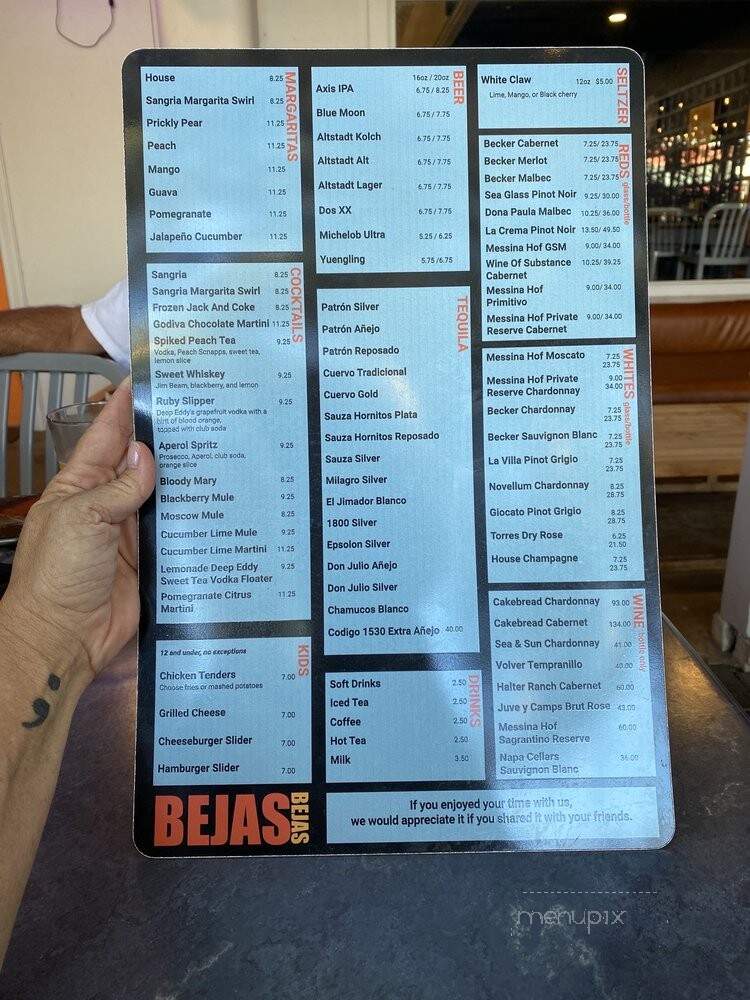 MARGARITAS
House 8.25
Sangria Margarita Swirl 8.25
Prickly Pear 11.25
Peach 11.25
Mango 11.25
Guava 11.25
Pomegranate 11.25
Jalapeño Cucumber 11.25
COCKTAILS
Sangria 8.25
Sangria Margarita Swirl 8.25
Frozen Jack And Coke 8.25
Godiva Chocolate Martini 11.25
Spiked Peach Tea 9.25
Vodka, Peach Schnapps, sweet tea,
lemon slice
Sweet Whiskey 9.25
Jim Beam, blackberry, and lemon
Ruby Slipper 9.25
Deep Eddy's grapefruit vodka with a
hint of blood orange,
topped with club soda
Aperol Spritz 9.25
Prosecco, Aperol, club soda,
orange slice
Bloody Mary 8.25
Blackberry Mule 9.25
Moscow Mule 8.25
Cucumber Lime Mule 9.25
Cucumber Lime Martini 11.25
Lemonade Deep Eddy 9.25
Sweet Tea Vodka Floater
Pomegranate Citrus 11.25
Martini
KIDS
12 and under, no exceptions
Chicken Tenders 7.00
Choose fries or mashed potatoes
Grilled Cheese 7.00
Cheeseburger Slider 7.00
Hamburger Slider 7.00
BEJAS
BEJAS
BEER
16oz / 20oz
Axis IPA 6.75 / 8.25
Blue Moon 6.75 / 7.75
Altstadt Kolch 6.75 / 7.75
Altstadt Alt 6.75 / 7.75
Altstadt Lager 6.75 / 7.75
Dos XX 6.75 / 7.75
Michelob Ultra 5.25 / 6.25
Yuengling 5.75 / 6.75
TEQUILA
Patrón Silver
Patrón Añejo
Patrón Reposado
Cuervo Tradicional
Cuervo Gold
Sauza Hornitos Plata
Sauza Hornitos Reposado
Sauza Silver
Milagro Silver
El Jimador Blanco
1800 Silver
Epsolon Silver
Don Julio Añejo
Don Julio Silver
Chamucos Blanco
Codigo 1530 Extra Añejo 40.00
DRINKS
Soft Drinks 2.50
Iced Tea 2.50
Coffee 2.50
Hot Tea 2.50
Milk 3.50
SELTZER
White Claw 12oz $5.00
Lime, Mango, or Black cherry
REDS glass/bottle
Becker Cabernet 7.25/ 23.75
Becker Merlot 7.25/ 23.75
Becker Malbec 7.25/ 23.75
Sea Glass Pinot Noir 9.25/ 30.00
Dona Paula Malbec 10.25/ 36.00
La Crema Pinot Noir 13.50/ 49.50
Messina Hof GSM 9.00/ 34.00
Wine Of Substance 10.25/ 39.25
Cabernet
Messina Hof 9.00/ 34.00
Primitivo
Messina Hof Private 9.00/ 34.00
Reserve Cabernet
WHITES glass/bottle
Messina Hof Moscato 7.25
23.75
Messina Hof Private 9.00
Reserve Chardonnay 34.00
Becker Chardonnay 7.25
23.75
Becker Sauvignon Blanc 7.25
23.75
La Villa Pinot Grigio 7.25
23.75
Novellum Chardonnay 8.25
28.75
Giocato Pinot Grigio 8.25
28.75
Torres Dry Rose 6.25
21.50
House Champagne 7.25
23.75
WINE bottle only
Cakebread Chardonnay 93.00
Cakebread Cabernet 134.00
Sea & Sun Chardonnay 41.00
Volver Tempranillo 40.00
Halter Ranch Cabernet 60.00
Juve y Camps Brut Rose 43.00
Messina Hof 60.00
Sagrantino Reserve
Napa Cellars 36.00
Sauvignon Blanc
If you enjoyed your time with us,
we would appreciate it if you shared it with your friends.
menupix